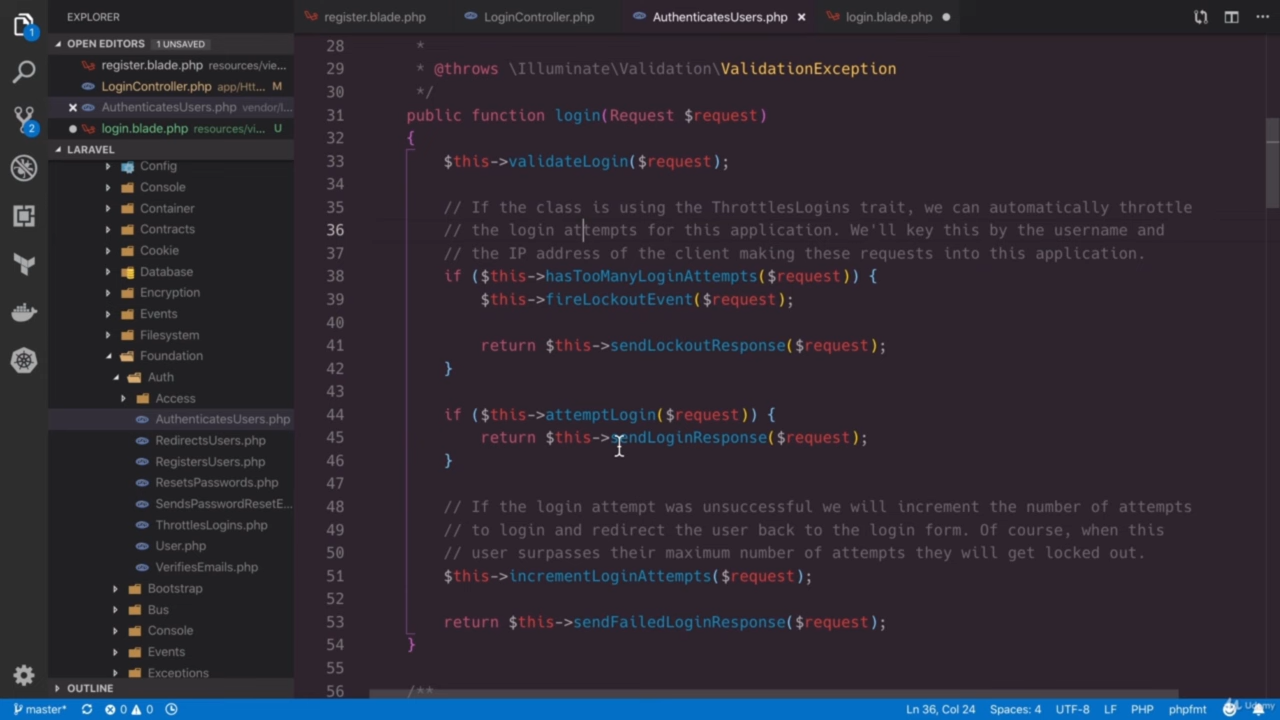 EXPLORER
register.blade.php
LoginController.php
AuthenticatesUsers.php ×
login.blade.php ●
1
OPEN EDITORS 1 UNSAVED
register.blade.php resources/vie...
LoginController.php app/Htt... M
× AuthenticatesUsers.php vendor/l...
● login.blade.php resources/vi... U
2
LARAVEL
Config
Console
Container
Contracts
Cookie
Database
Encryption
Events
Filesystem
Foundation
Auth
Access
AuthenticatesUsers.php
RedirectsUsers.php
RegistersUsers.php
ResetsPasswords.php
SendsPasswordResetE...
ThrottlesLogins.php
User.php
VerifiesEmails.php
Bootstrap
Bus
Console
Events
Exceptions
OUTLINE
28 *
29 * @throws \Illuminate\Validation\ValidationException
30 */
31 public function login(Request $request)
32 {
33 $this->validateLogin($request);
34
35 // If the class is using the ThrottlesLogins trait, we can automatically throttle
36 // the login attempts for this application. We'll key this by the username and
37 // the IP address of the client making these requests into this application.
38 if ($this->hasTooManyLoginAttempts($request)) {
39 $this->fireLockoutEvent($request);
40
41 return $this->sendLockoutResponse($request);
42 }
43
44 if ($this->attemptLogin($request)) {
45 return $this->sendLoginResponse($request);
46 }
47
48 // If the login attempt was unsuccessful we will increment the number of attempts
49 // to login and redirect the user back to the login form. Of course, when this
50 // user surpasses their maximum number of attempts they will get locked out.
51 $this->incrementLoginAttempts($request);
52
53 return $this->sendFailedLoginResponse($request);
54 }
55
56 /**
master* 0 0 Ln 36, Col 24 Spaces: 4 UTF-8 LF PHP phpfmt
Udemy